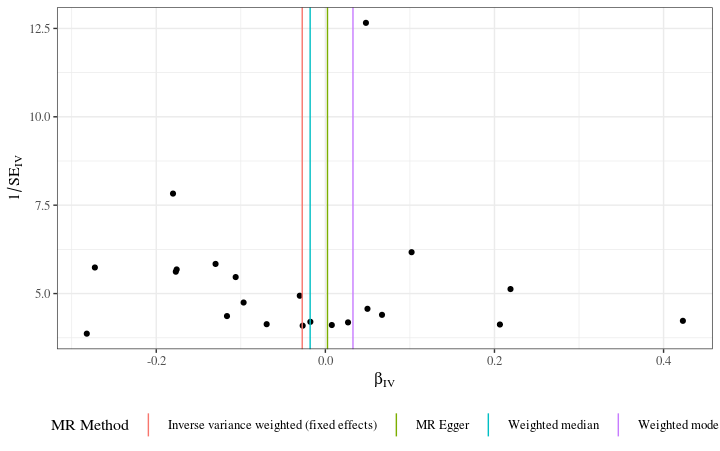 12.5
10.0
7.5
5.0
1/SE_IV
-0.2 0.0 0.2 0.4
β_IV
MR Method Inverse variance weighted (fixed effects) MR Egger Weighted median Weighted mode